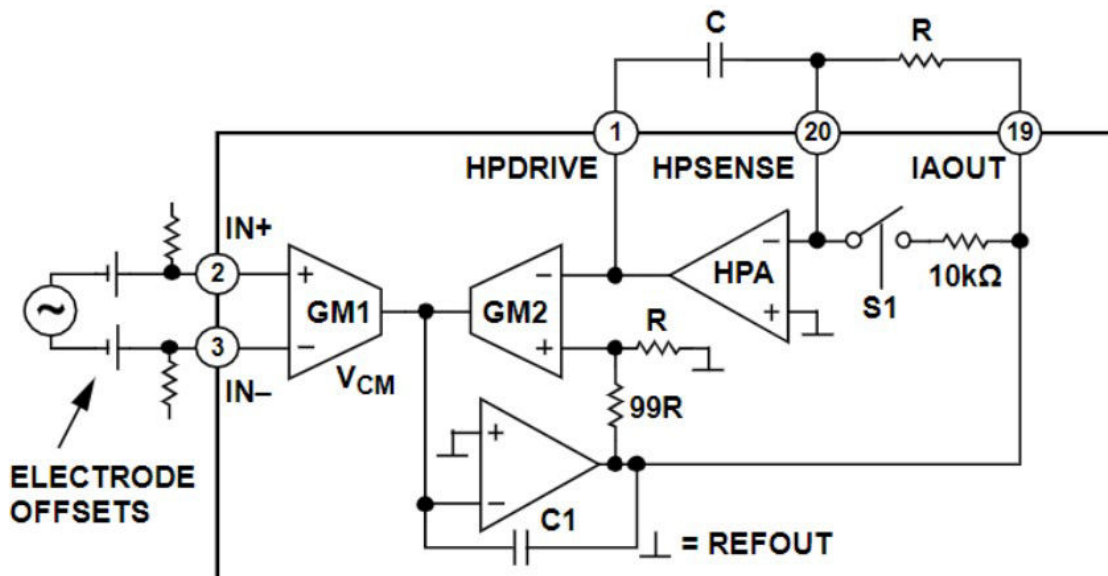 C
R
1
20
19
HPDRIVE
HPSENSE
IAOUT
IN+
2
+
GM1
−
3
IN−
VCM
−
GM2
+
−
HPA
+
S1
10kΩ
R
99R
+
−
C1
ELECTRODE
OFFSETS
= REFOUT